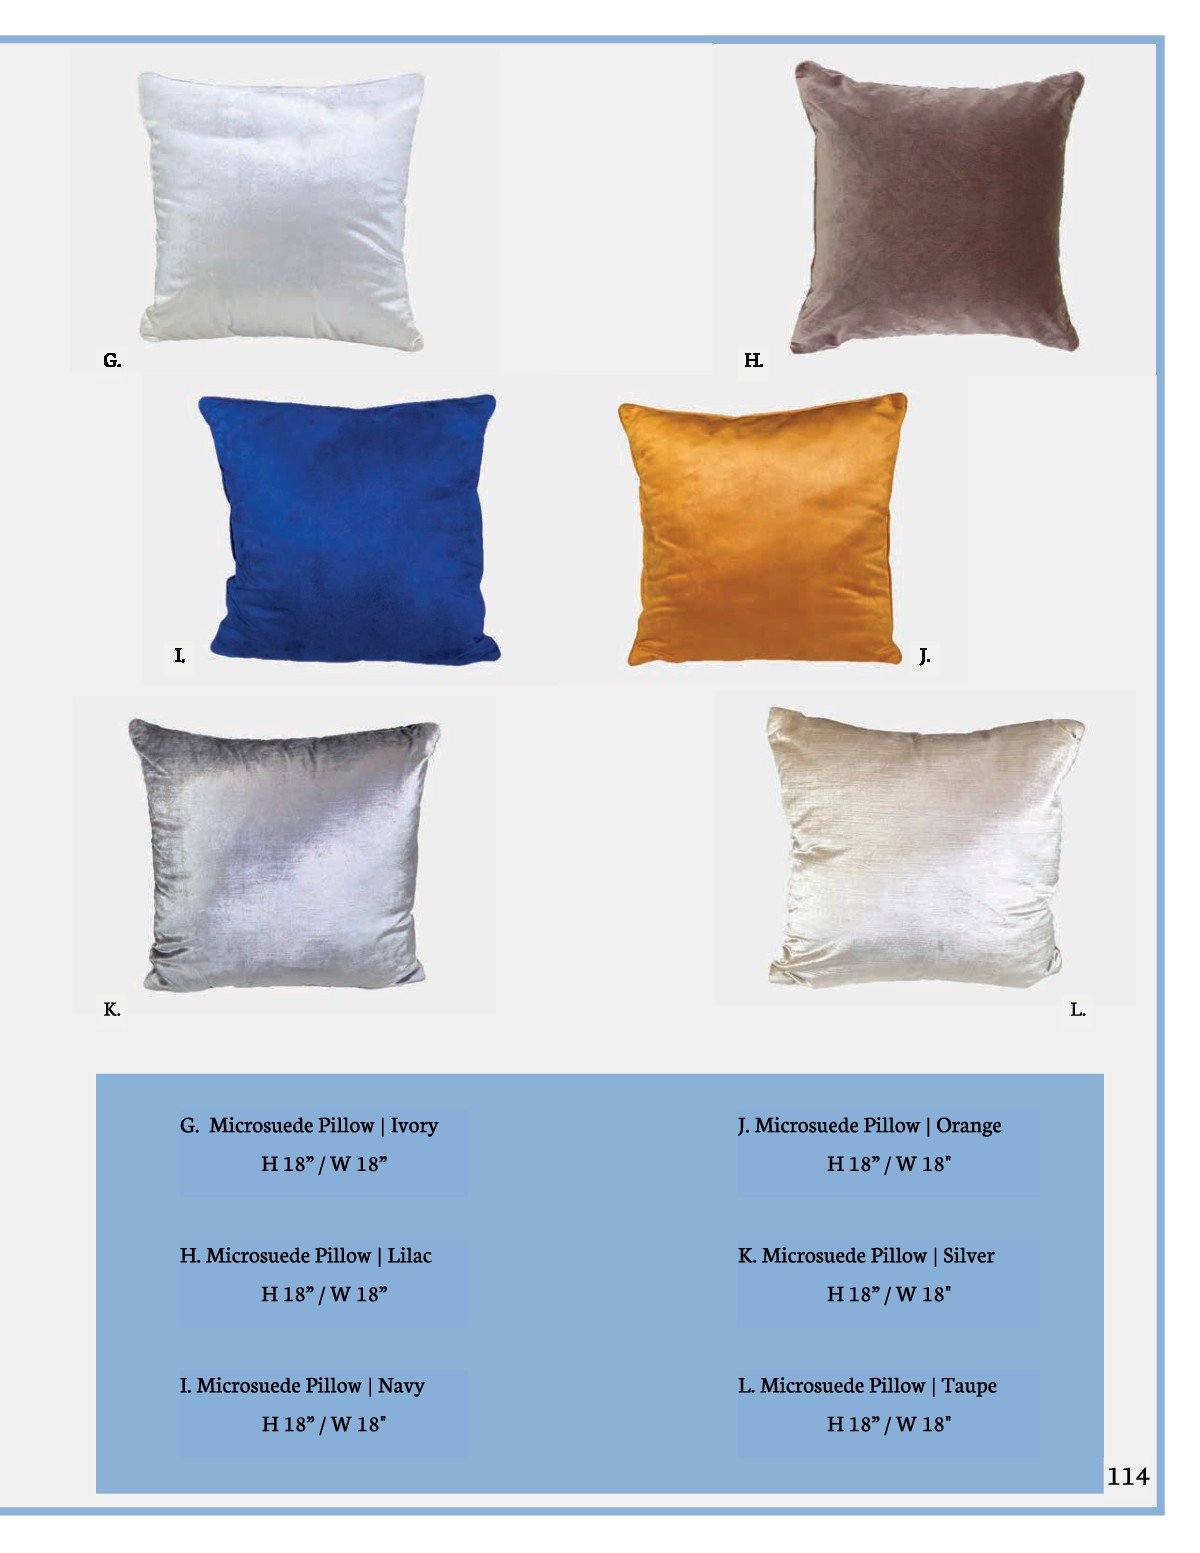 G.
H.
I.
J.
K.
L.
G.  Microsuede Pillow | Ivory
H 18” / W 18”
H. Microsuede Pillow | Lilac
H 18” / W 18”
I. Microsuede Pillow | Navy
H 18” / W 18"
J. Microsuede Pillow | Orange
H 18” / W 18"
K. Microsuede Pillow | Silver
H 18” / W 18"
L. Microsuede Pillow | Taupe
H 18” / W 18"
114